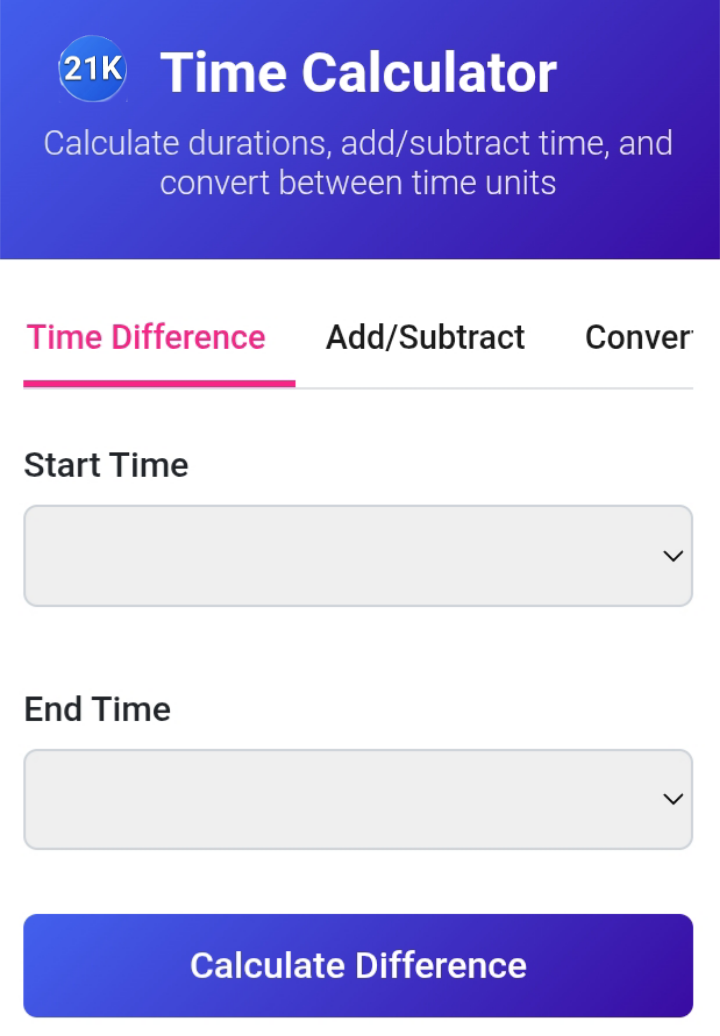 21K Time Calculator
Calculate durations, add/subtract time, and
convert between time units
Time Difference Add/Subtract Conver
Start Time
End Time
Calculate Difference